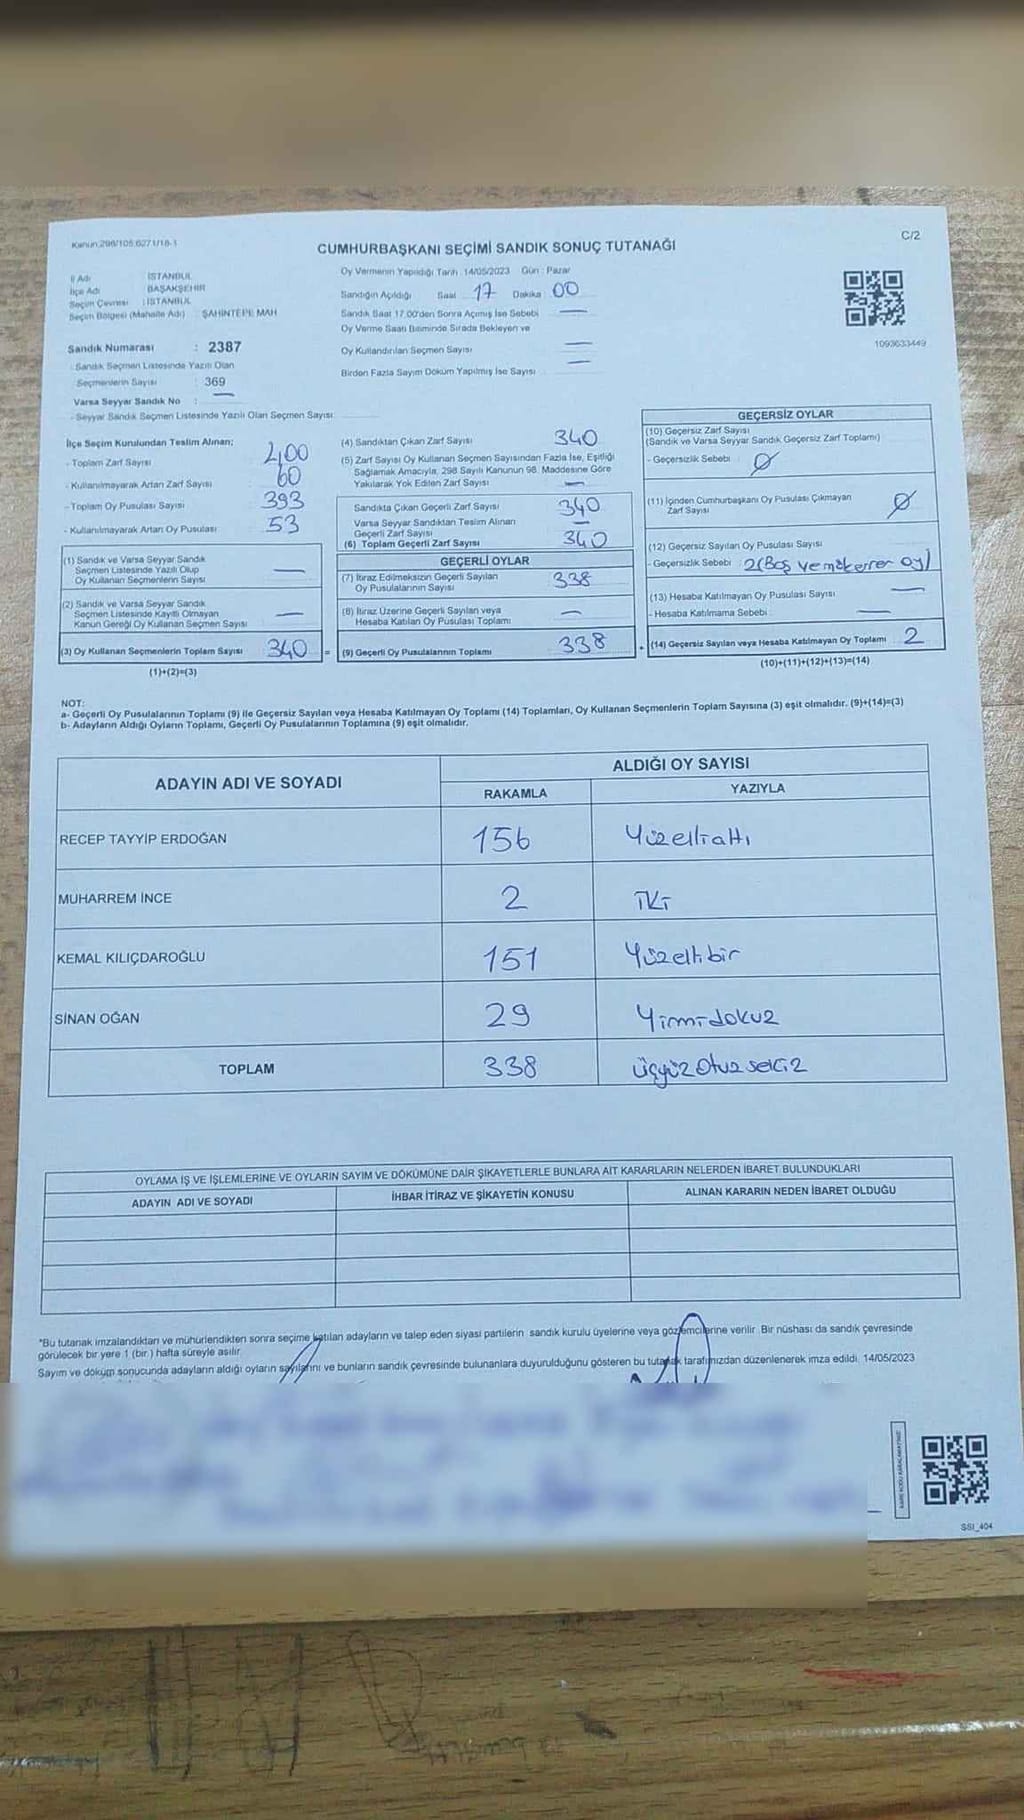 Kanun:298/105,6271/18-1
C/2
CUMHURBAŞKANI SEÇİMİ SANDIK SONUÇ TUTANAĞI
İl Adı : İSTANBUL
İlçe Adı : BAŞAKŞEHİR
Seçim Çevresi : İSTANBUL
Seçim Bölgesi (Mahalle Adı) : ŞAHİNTEPE MAH
Oy Vermenin Yapıldığı Tarih : 14/05/2023 Gün : Pazar
Sandığın Açıldığı Saat 17 Dakika 00
Sandık Saat 17.00'den Sonra Açılmış İse Sebebi —
Oy Verme Saati Bitiminde Sırada Bekleyen ve
Oy Kullandırılan Seçmen Sayısı —
Birden Fazla Sayım Döküm Yapılmış İse Sayısı —
1093633449
Sandık Numarası : 2387
- Sandık Seçmen Listesinde Yazılı Olan
Seçmenlerin Sayısı : 369
Varsa Seyyar Sandık No : —
- Seyyar Sandık Seçmen Listesinde Yazılı Olan Seçmen Sayısı
İlçe Seçim Kurulundan Teslim Alınan;
- Toplam Zarf Sayısı 400
- Kullanılmayarak Artan Zarf Sayısı 60
- Toplam Oy Pusulası Sayısı 393
- Kullanılmayarak Artan Oy Pusulası 53
(1) Sandık ve Varsa Seyyar Sandık
Seçmen Listesinde Yazılı Olup
Oy Kullanan Seçmenlerin Sayısı —
(2) Sandık ve Varsa Seyyar Sandık
Seçmen Listesinde Kayıtlı Olmayan
Kanun Gereği Oy Kullanan Seçmen Sayısı —
(3) Oy Kullanan Seçmenlerin Toplam Sayısı 340 =
(1)+(2)=(3)
(4) Sandıktan Çıkan Zarf Sayısı 340
(5) Zarf Sayısı Oy Kullanan Seçmen Sayısından Fazla İse, Eşitliği
Sağlamak Amacıyla, 298 Sayılı Kanunun 98. Maddesine Göre
Yakılarak Yok Edilen Zarf Sayısı —
Sandıkta Çıkan Geçerli Zarf Sayısı 340
Varsa Seyyar Sandıktan Teslim Alınan
Geçerli Zarf Sayısı —
(6) Toplam Geçerli Zarf Sayısı 340
GEÇERLİ OYLAR
(7) İtiraz Edilmeksizin Geçerli Sayılan
Oy Pusulalarının Sayısı 338
(8) İtiraz Üzerine Geçerli Sayılan veya
Hesaba Katılan Oy Pusulası Toplamı —
(9) Geçerli Oy Pusulalarının Toplamı 338 +
GEÇERSİZ OYLAR
(10) Geçersiz Zarf Sayısı
(Sandık ve Varsa Seyyar Sandık Geçersiz Zarf Toplamı)
- Geçersizlik Sebebi : Ø
(11) İçinden Cumhurbaşkanı Oy Pusulası Çıkmayan
Zarf Sayısı Ø
(12) Geçersiz Sayılan Oy Pusulası Sayısı
- Geçersizlik Sebebi : 2 (Boş ve mükerrer oy)
(13) Hesaba Katılmayan Oy Pusulası Sayısı —
- Hesaba Katılmama Sebebi : —
(14) Geçersiz Sayılan veya Hesaba Katılmayan Oy Toplamı 2
(10)+(11)+(12)+(13)=(14)
NOT:
a- Geçerli Oy Pusulalarının Toplamı (9) ile Geçersiz Sayılan veya Hesaba Katılmayan Oy Toplamı (14) Toplamları, Oy Kullanan Seçmenlerin Toplam Sayısına (3) eşit olmalıdır. (9)+(14)=(3)
b- Adayların Aldığı Oyların Toplamı, Geçerli Oy Pusulalarının Toplamına (9) eşit olmalıdır.
ADAYIN ADI VE SOYADI
ALDIĞI OY SAYISI
RAKAMLA YAZIYLA
RECEP TAYYİP ERDOĞAN 156 Yüzellialtı
MUHARREM İNCE 2 İki
KEMAL KILIÇDAROĞLU 151 Yüzellibir
SİNAN OĞAN 29 Yirmidokuz
TOPLAM 338 üçyüz otuz sekiz
OYLAMA İŞ VE İŞLEMLERİNE VE OYLARIN SAYIM VE DÖKÜMÜNE DAİR ŞİKAYETLERLE BUNLARA AİT KARARLARIN NELERDEN İBARET BULUNDUKLARI
ADAYIN ADI VE SOYADI İHBAR İTİRAZ VE ŞİKAYETİN KONUSU ALINAN KARARIN NEDEN İBARET OLDUĞU
"Bu tutanak imzalandıktan ve mühürlendikten sonra seçime katılan adayların ve talep eden siyasi partilerin sandık kurulu üyelerine veya gözlemcilerine verilir. Bir nüshası da sandık çevresinde
görülecek bir yere 1 (bir ) hafta süreyle asılır.
Sayım ve döküm sonucunda adayların aldığı oyların sayılarını ve bunların sandık çevresinde bulunanlara duyurulduğunu gösteren bu tutanak tarafımızdan düzenlenerek imza edildi. 14/05/2023
SSI_404